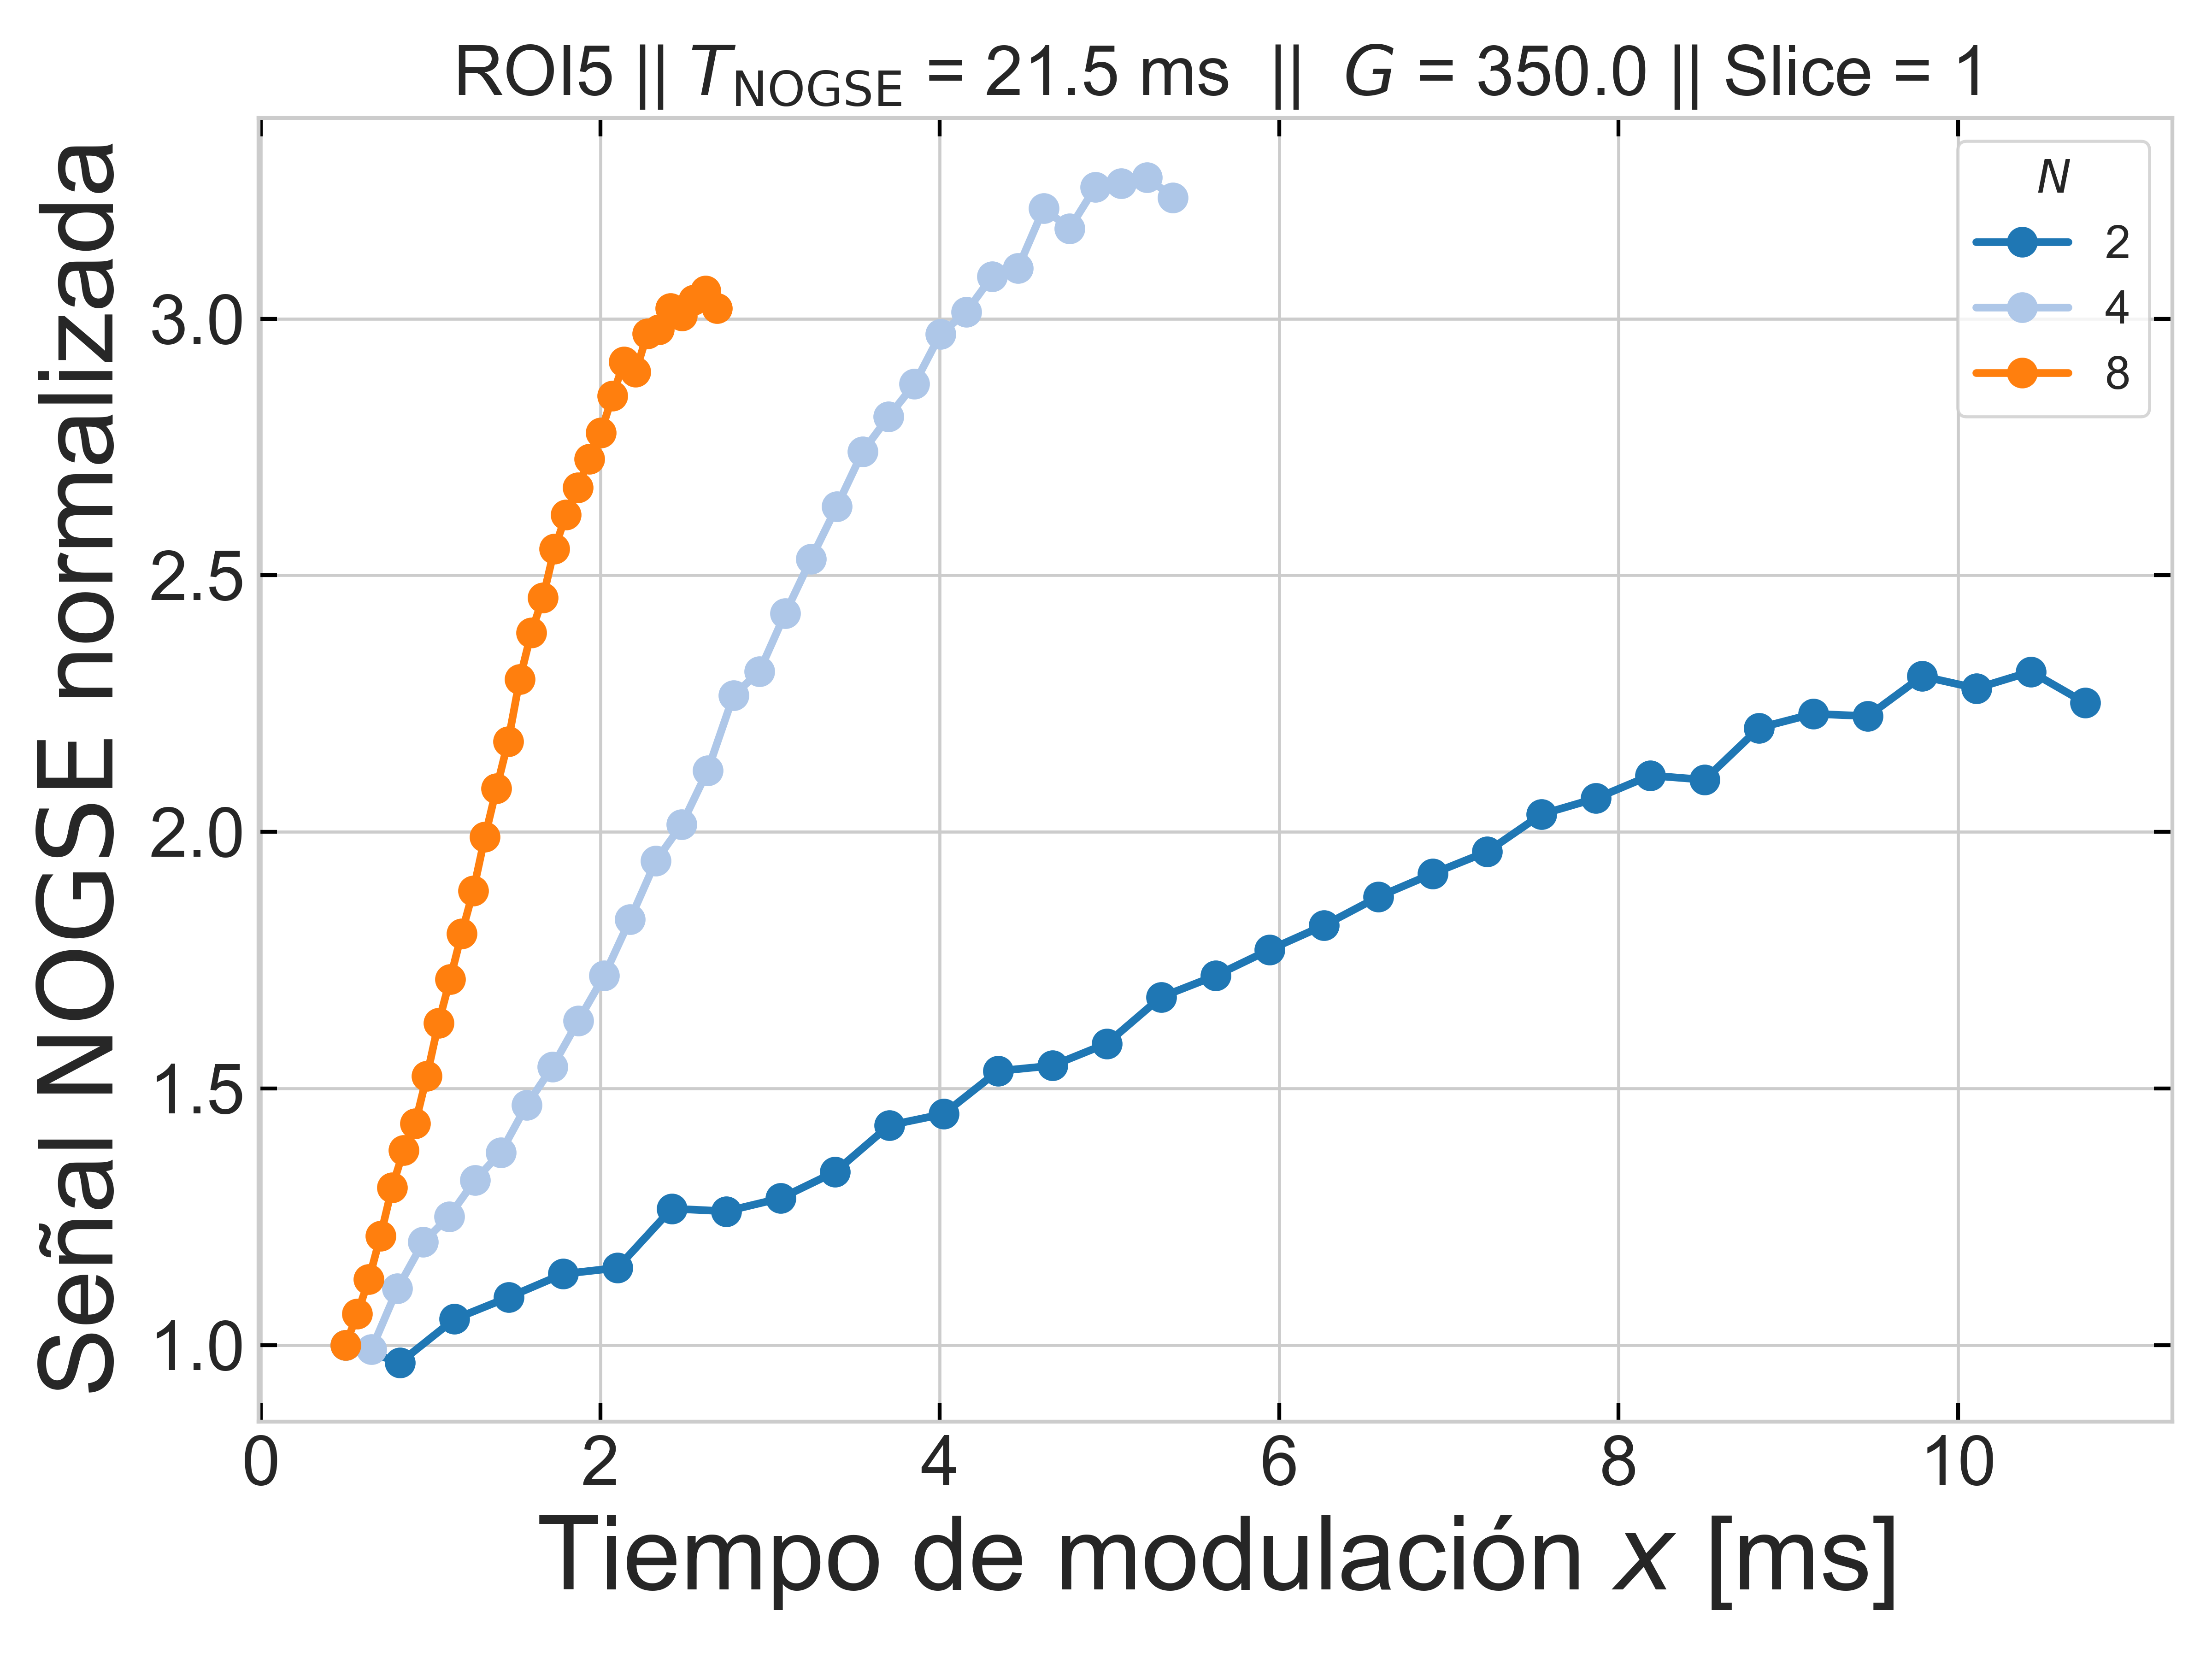 ROI5 || T_NOGSE = 21.5 ms || G = 350.0 || Slice = 1
Señal NOGSE normalizada
3.0
2.5
2.0
1.5
1.0
0 2 4 6 8 10
Tiempo de modulación x [ms]
N
2
4
8